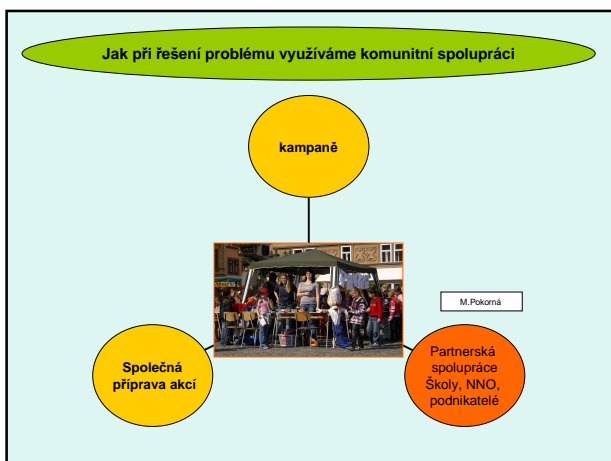 Jak při řešení problému využíváme komunitní spolupráci
kampaně
M.Pokorná
Společná
příprava akcí
Partnerská
spolupráce
Školy, NNO,
podnikatelé